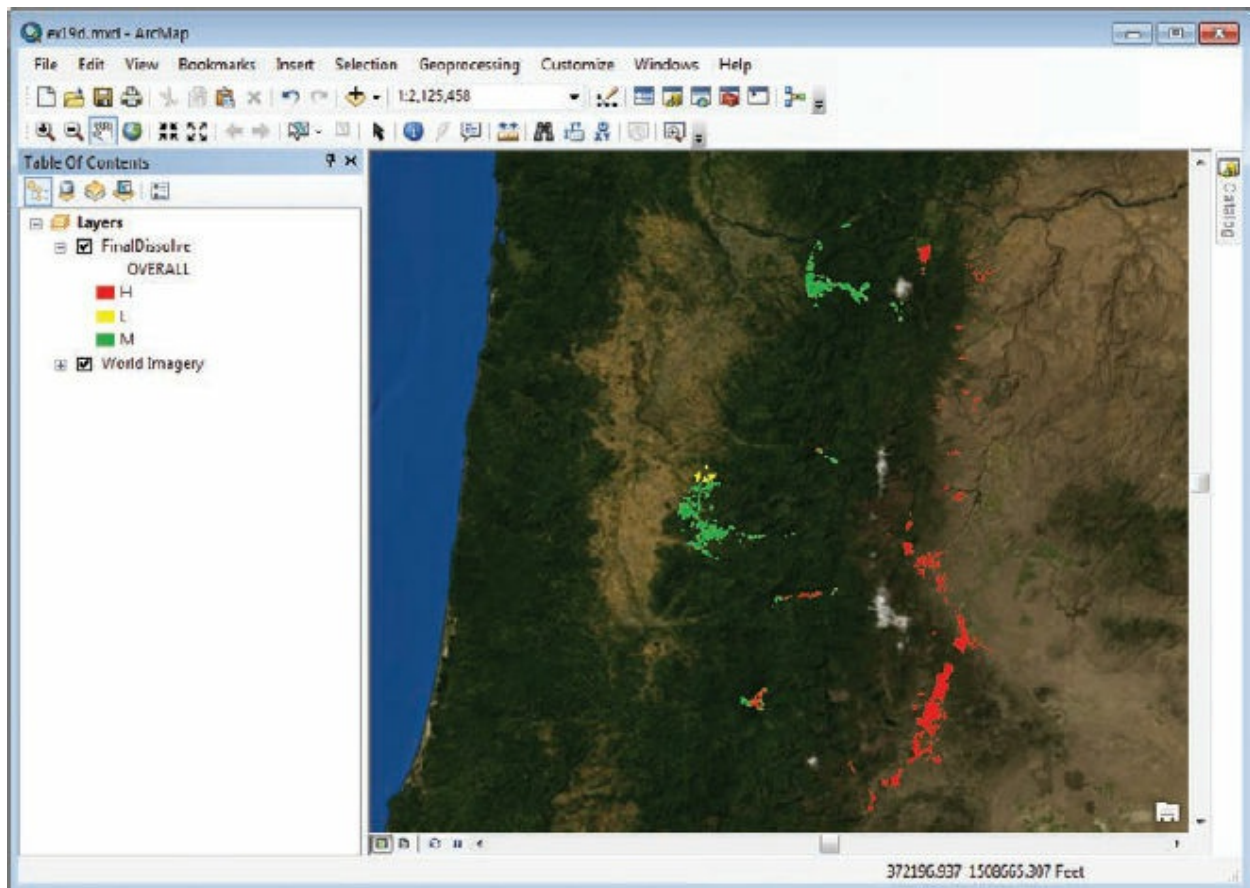 ex19d.mxd - ArcMap
File Edit View Bookmarks Insert Selection Geoprocessing Customize Windows Help
1:2,125,458
Table Of Contents
Layers
FinalDissolve
OVERALL
H
L
M
World Imagery
Catalog
372196.937 1508665.307 Feet